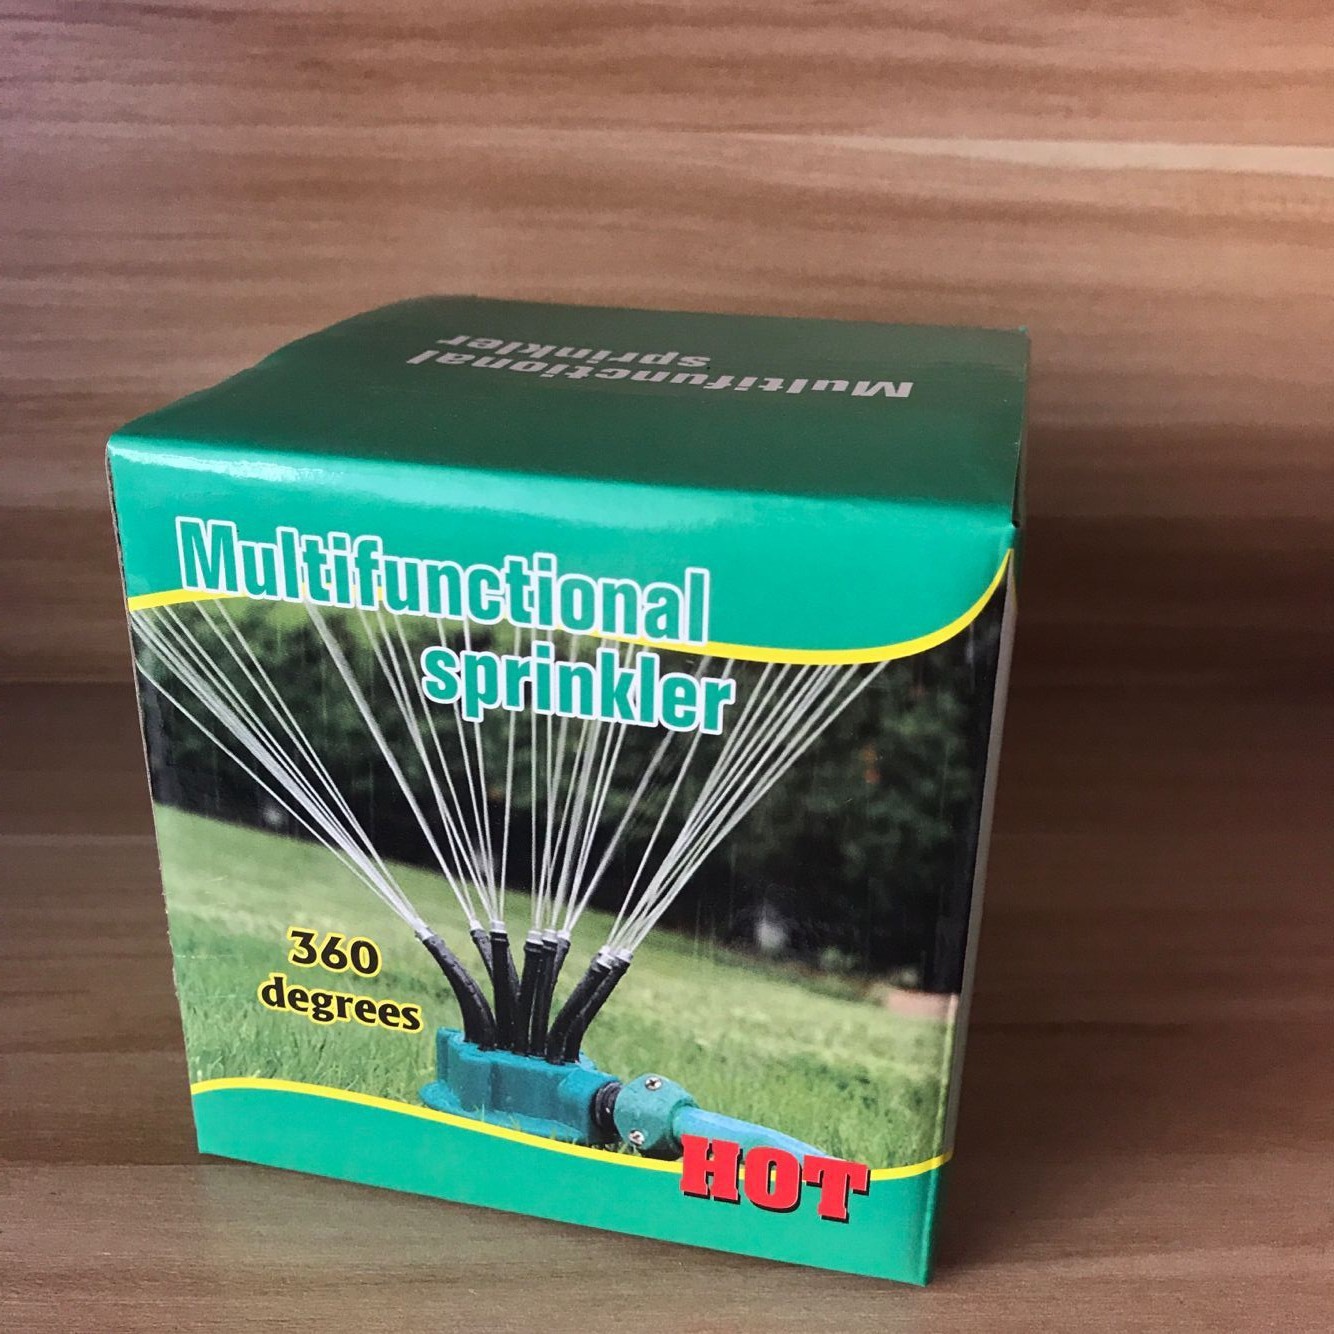 Multifunctional
sprinkler
Multifunctional
sprinkler
360
degrees
HOT